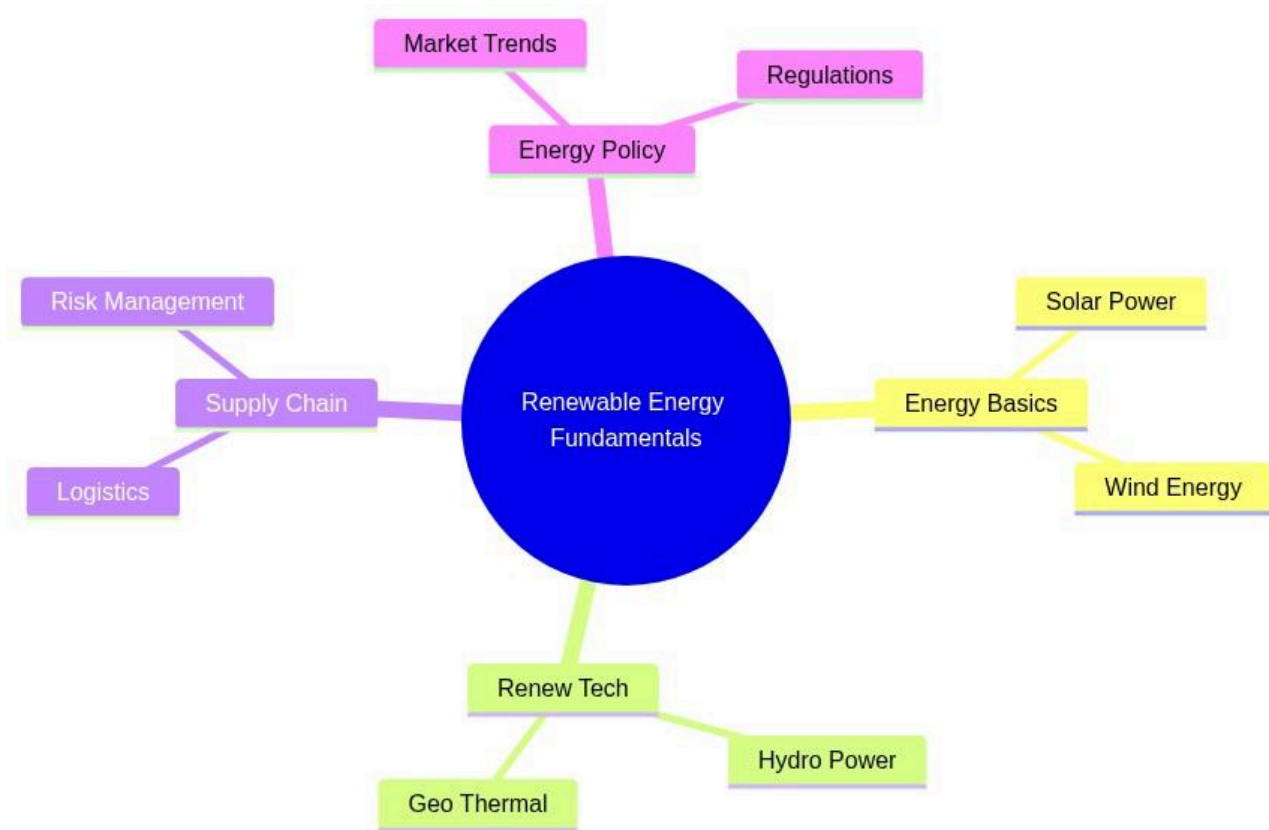 Market Trends
Regulations
Energy Policy
Risk Management
Solar Power
Supply Chain
Renewable Energy
Fundamentals
Energy Basics
Logistics
Wind Energy
Renew Tech
Hydro Power
Geo Thermal